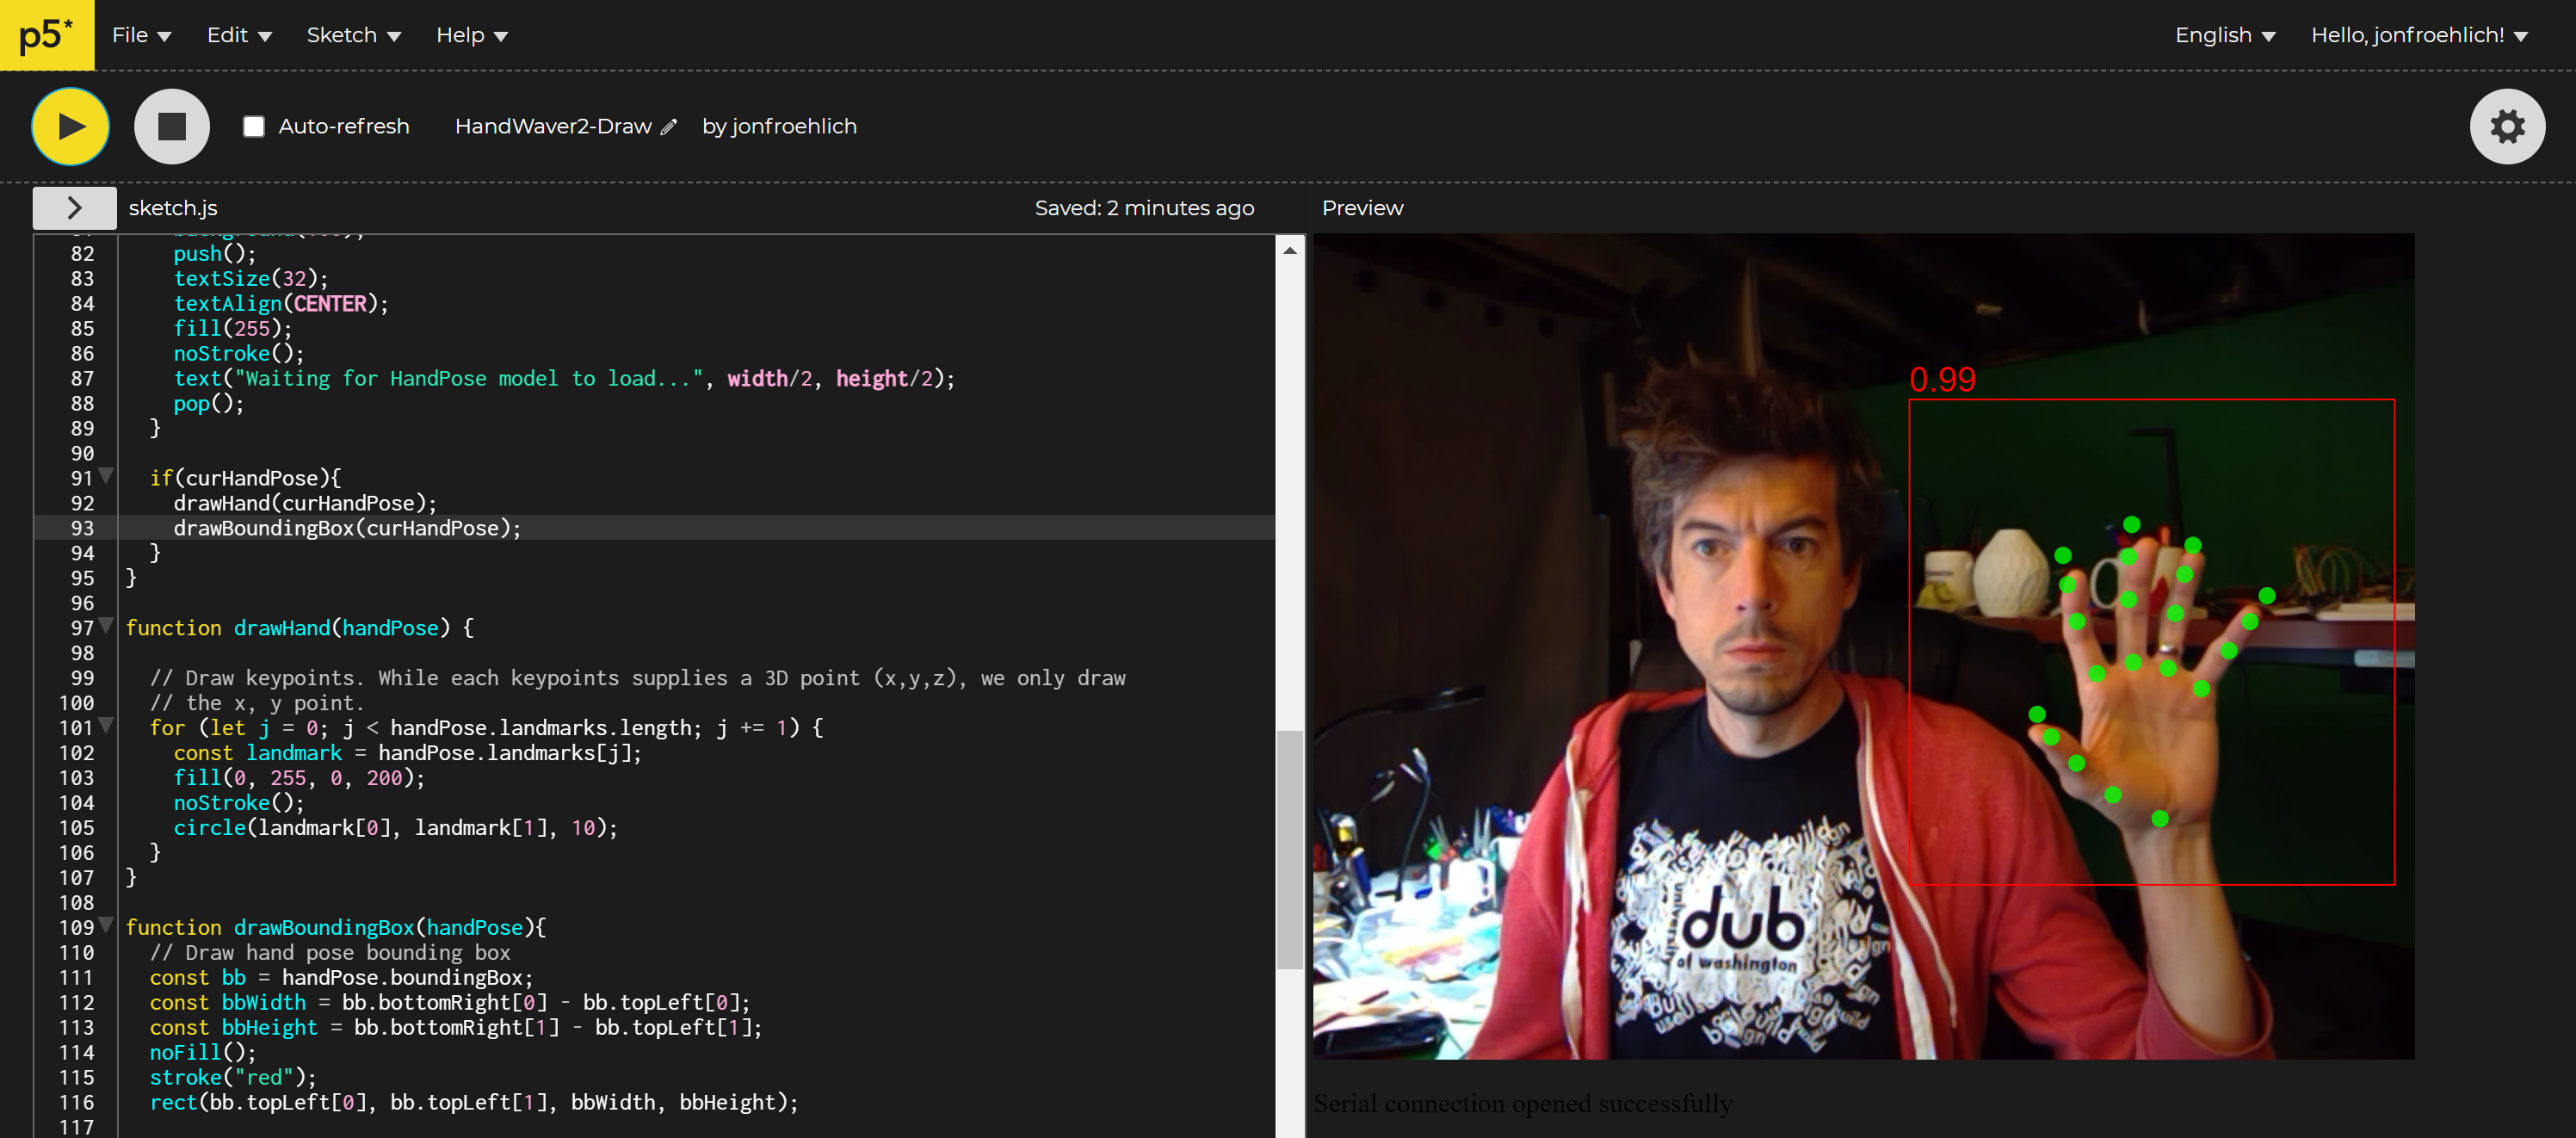 p5* File Edit Sketch Help English Hello, jonfroehlich!
Auto-refresh HandWaver2-Draw by jonfroehlich
sketch.js Saved: 2 minutes ago Preview
82 push();
83 textSize(32);
84 textAlign(CENTER);
85 fill(255);
86 noStroke();
87 text("Waiting for HandPose model to load...", width/2, height/2);
88 pop();
89 }
90
91 if(curHandPose){
92 drawHand(curHandPose);
93 drawBoundingBox(curHandPose);
94 }
95 }
96
97 function drawHand(handPose) {
98
99 // Draw keypoints. While each keypoints supplies a 3D point (x,y,z), we only draw
100 // the x, y point.
101 for (let j = 0; j < handPose.landmarks.length; j += 1) {
102 const landmark = handPose.landmarks[j];
103 fill(0, 255, 0, 200);
104 noStroke();
105 circle(landmark[0], landmark[1], 10);
106 }
107 }
108
109 function drawBoundingBox(handPose){
110 // Draw hand pose bounding box
111 const bb = handPose.boundingBox;
112 const bbWidth = bb.bottomRight[0] - bb.topLeft[0];
113 const bbHeight = bb.bottomRight[1] - bb.topLeft[1];
114 noFill();
115 stroke("red");
116 rect(bb.topLeft[0], bb.topLeft[1], bbWidth, bbHeight);
117
0.99
dub
of washington
Serial connection opened successfully